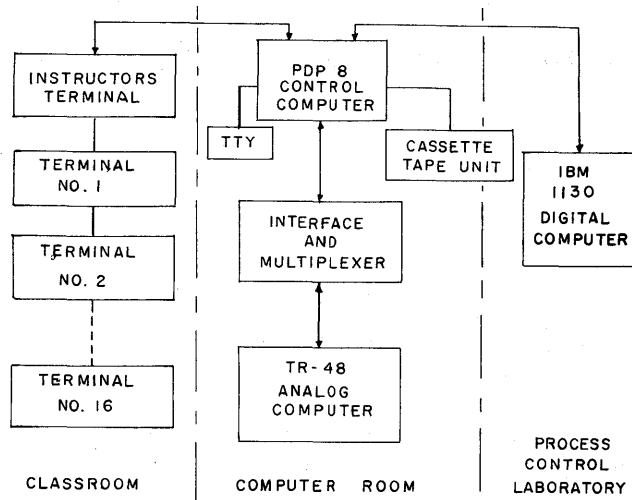 INSTRUCTORS
TERMINAL
TERMINAL
NO. 1
TERMINAL
NO. 2
TERMINAL
NO. 16
CLASSROOM
PDP 8
CONTROL
COMPUTER
TTY
CASSETTE
TAPE UNIT
INTERFACE
AND
MULTIPLEXER
TR-48
ANALOG
COMPUTER
COMPUTER ROOM
IBM
1130
DIGITAL
COMPUTER
PROCESS
CONTROL
LABORATORY